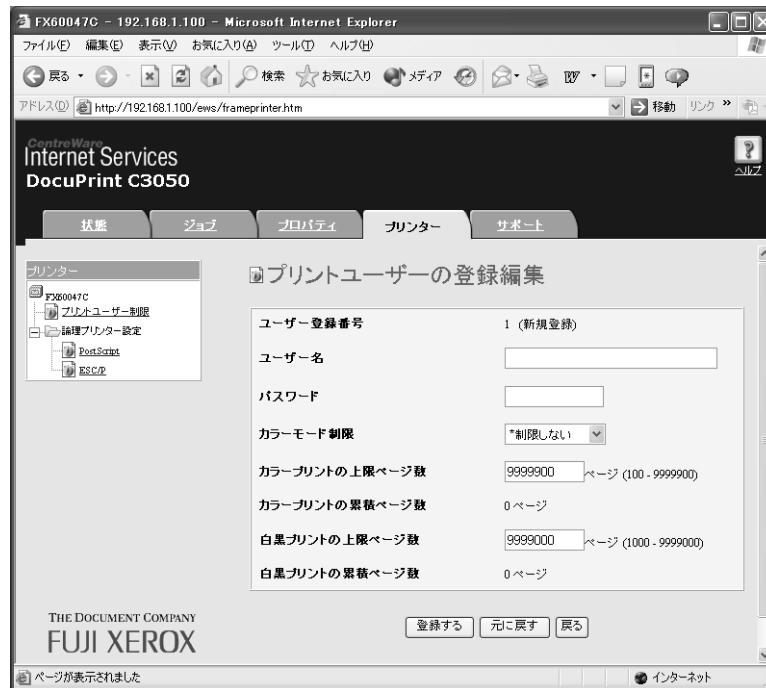 FX60047C - 192.168.1.100 - Microsoft Internet Explorer
ファイル(F) 編集(E) 表示(V) お気に入り(A) ツール(T) ヘルプ(H)
戻る 検索 お気に入り メディア
アドレス(D) http://192.168.1.100/ews/frameprinter.htm 移動 リンク »
CentreWare
Internet Services
DocuPrint C3050
ヘルプ
状態 ジョブ プロパティ プリンター サポート
プリンター
FX60047C
プリントユーザー制限
論理プリンター設定
PostScript
ESC/P
プリントユーザーの登録編集
ユーザー登録番号 1 (新規登録)
ユーザー名
パスワード
カラーモード制限 *制限しない
カラープリントの上限ページ数 9999900 ページ (100 - 9999900)
カラープリントの累積ページ数 0 ページ
白黒プリントの上限ページ数 9999000 ページ (1000 - 9999000)
白黒プリントの累積ページ数 0 ページ
登録する 元に戻す 戻る
THE DOCUMENT COMPANY
FUJI XEROX
ページが表示されました インターネット